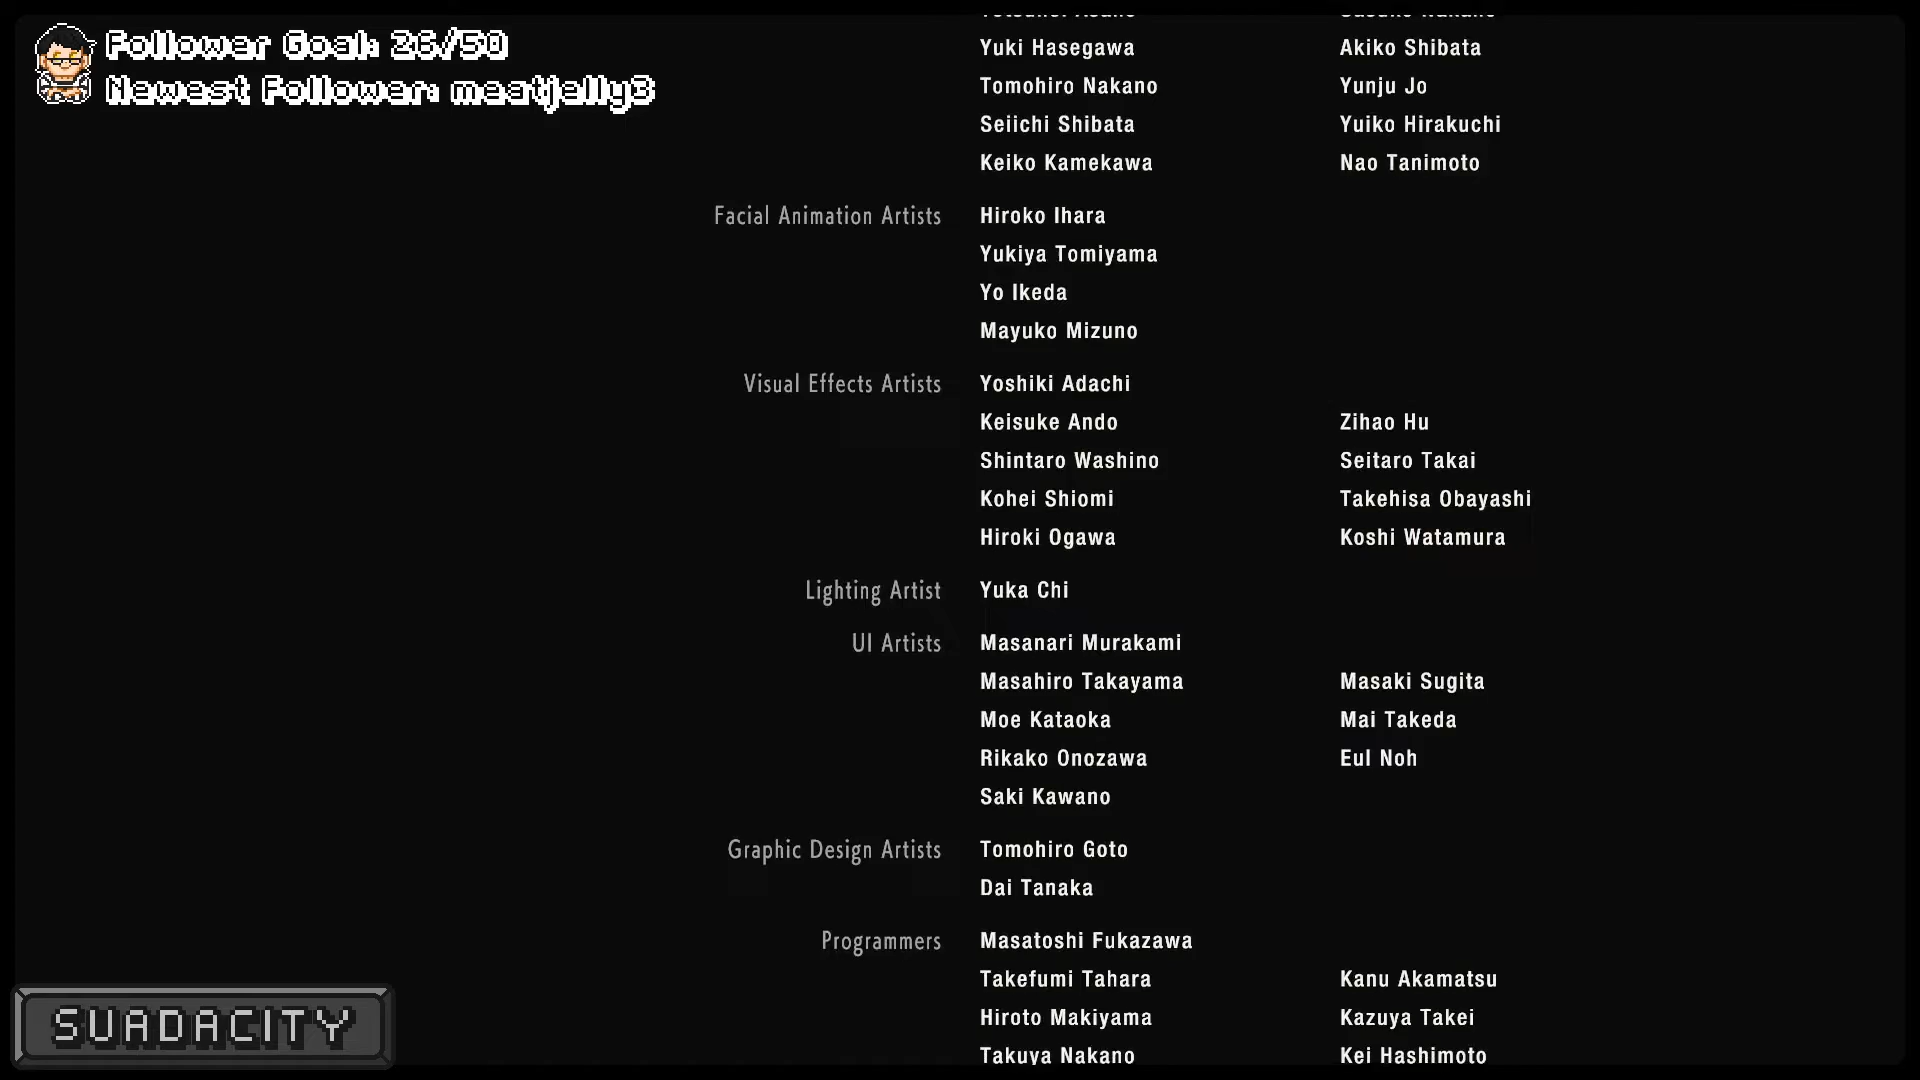 Follower Goal: 26/50
Newest Follower: meatjelly3
Yuki Hasegawa Akiko Shibata
Tomohiro Nakano Yunju Jo
Seiichi Shibata Yuiko Hirakuchi
Keiko Kamekawa Nao Tanimoto
Facial Animation Artists Hiroko Ihara
Yukiya Tomiyama
Yo Ikeda
Mayuko Mizuno
Visual Effects Artists Yoshiki Adachi
Keisuke Ando Zihao Hu
Shintaro Washino Seitaro Takai
Kohei Shiomi Takehisa Obayashi
Hiroki Ogawa Koshi Watamura
Lighting Artist Yuka Chi
UI Artists Masanari Murakami
Masahiro Takayama Masaki Sugita
Moe Kataoka Mai Takeda
Rikako Onozawa Eul Noh
Saki Kawano
Graphic Design Artists Tomohiro Goto
Dai Tanaka
Programmers Masatoshi Fukazawa
Takefumi Tahara Kanu Akamatsu
Hiroto Makiyama Kazuya Takei
Takuya Nakano Kei Hashimoto
SUADACITY